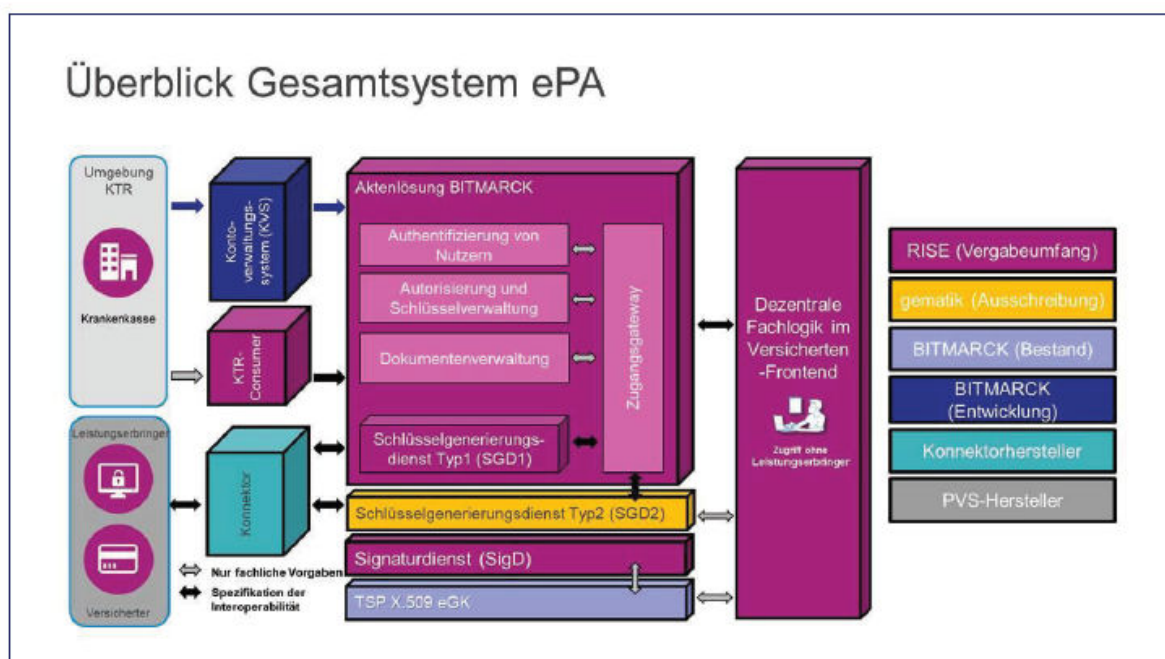 Überblick Gesamtsystem ePA
Umgebung
KTR
Krankenkasse
Konto-
verwaltungs-
system (KVS)
KTR-
Consumer
Leistungserbringer
Versicherter
Konnektor
Nur fachliche Vorgaben
Spezifikation der
Interoperabilität
Aktenlösung BITMARCK
Authentifizierung von
Nutzern
Autorisierung und
Schlüsselverwaltung
Dokumentenverwaltung
Schlüsselgenerierungs-
dienst Typ1 (SGD1)
Zugangsgateway
Schlüsselgenerierungsdienst Typ2 (SGD2)
Signaturdienst (SigD)
TSP X.509 eGK
Dezentrale
Fachlogik im
Versicherten
-Frontend
Zugriff ohne
Leistungserbringer
RISE (Vergabeumfang)
gematik (Ausschreibung)
BITMARCK (Bestand)
BITMARCK
(Entwicklung)
Konnektorhersteller
PVS-Hersteller